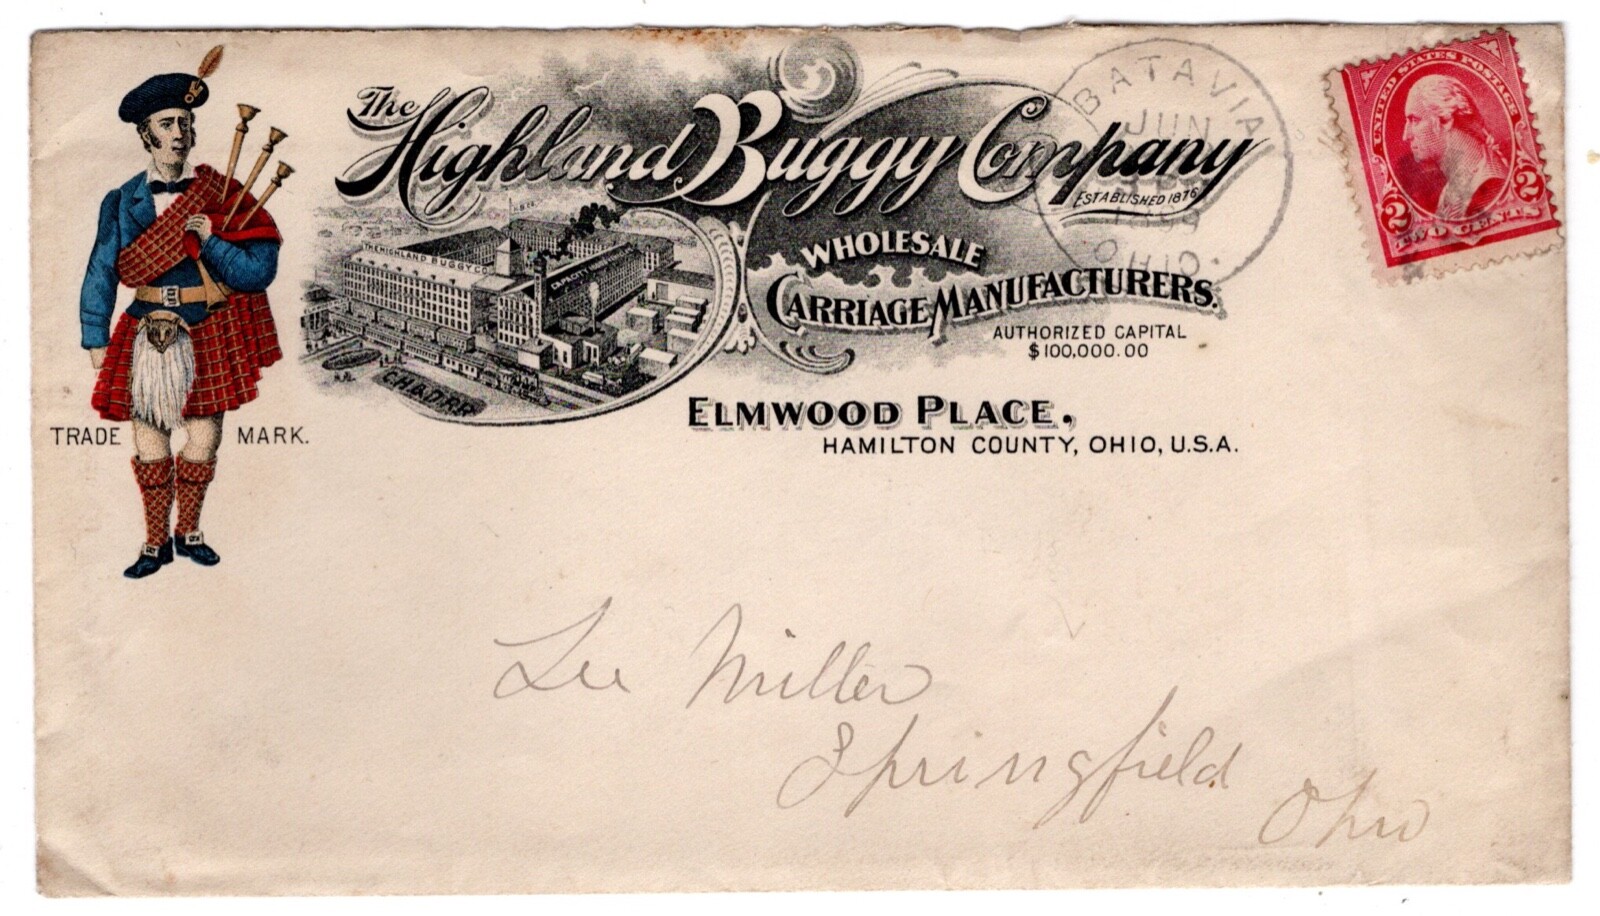 The Highland Buggy Company
ESTABLISHED 1876
WHOLESALE
CARRIAGE MANUFACTURERS.
AUTHORIZED CAPITAL
$100,000.00
ELMWOOD PLACE,
HAMILTON COUNTY, OHIO, U.S.A.
THE HIGHLAND BUGGY CO.
C.H.& D.R.R.
TRADE MARK.
BATAVIA
JUN
OHIO
UNITED STATES POSTAGE
2 2
TWO CENTS
Lee Miller
Springfield
Ohio